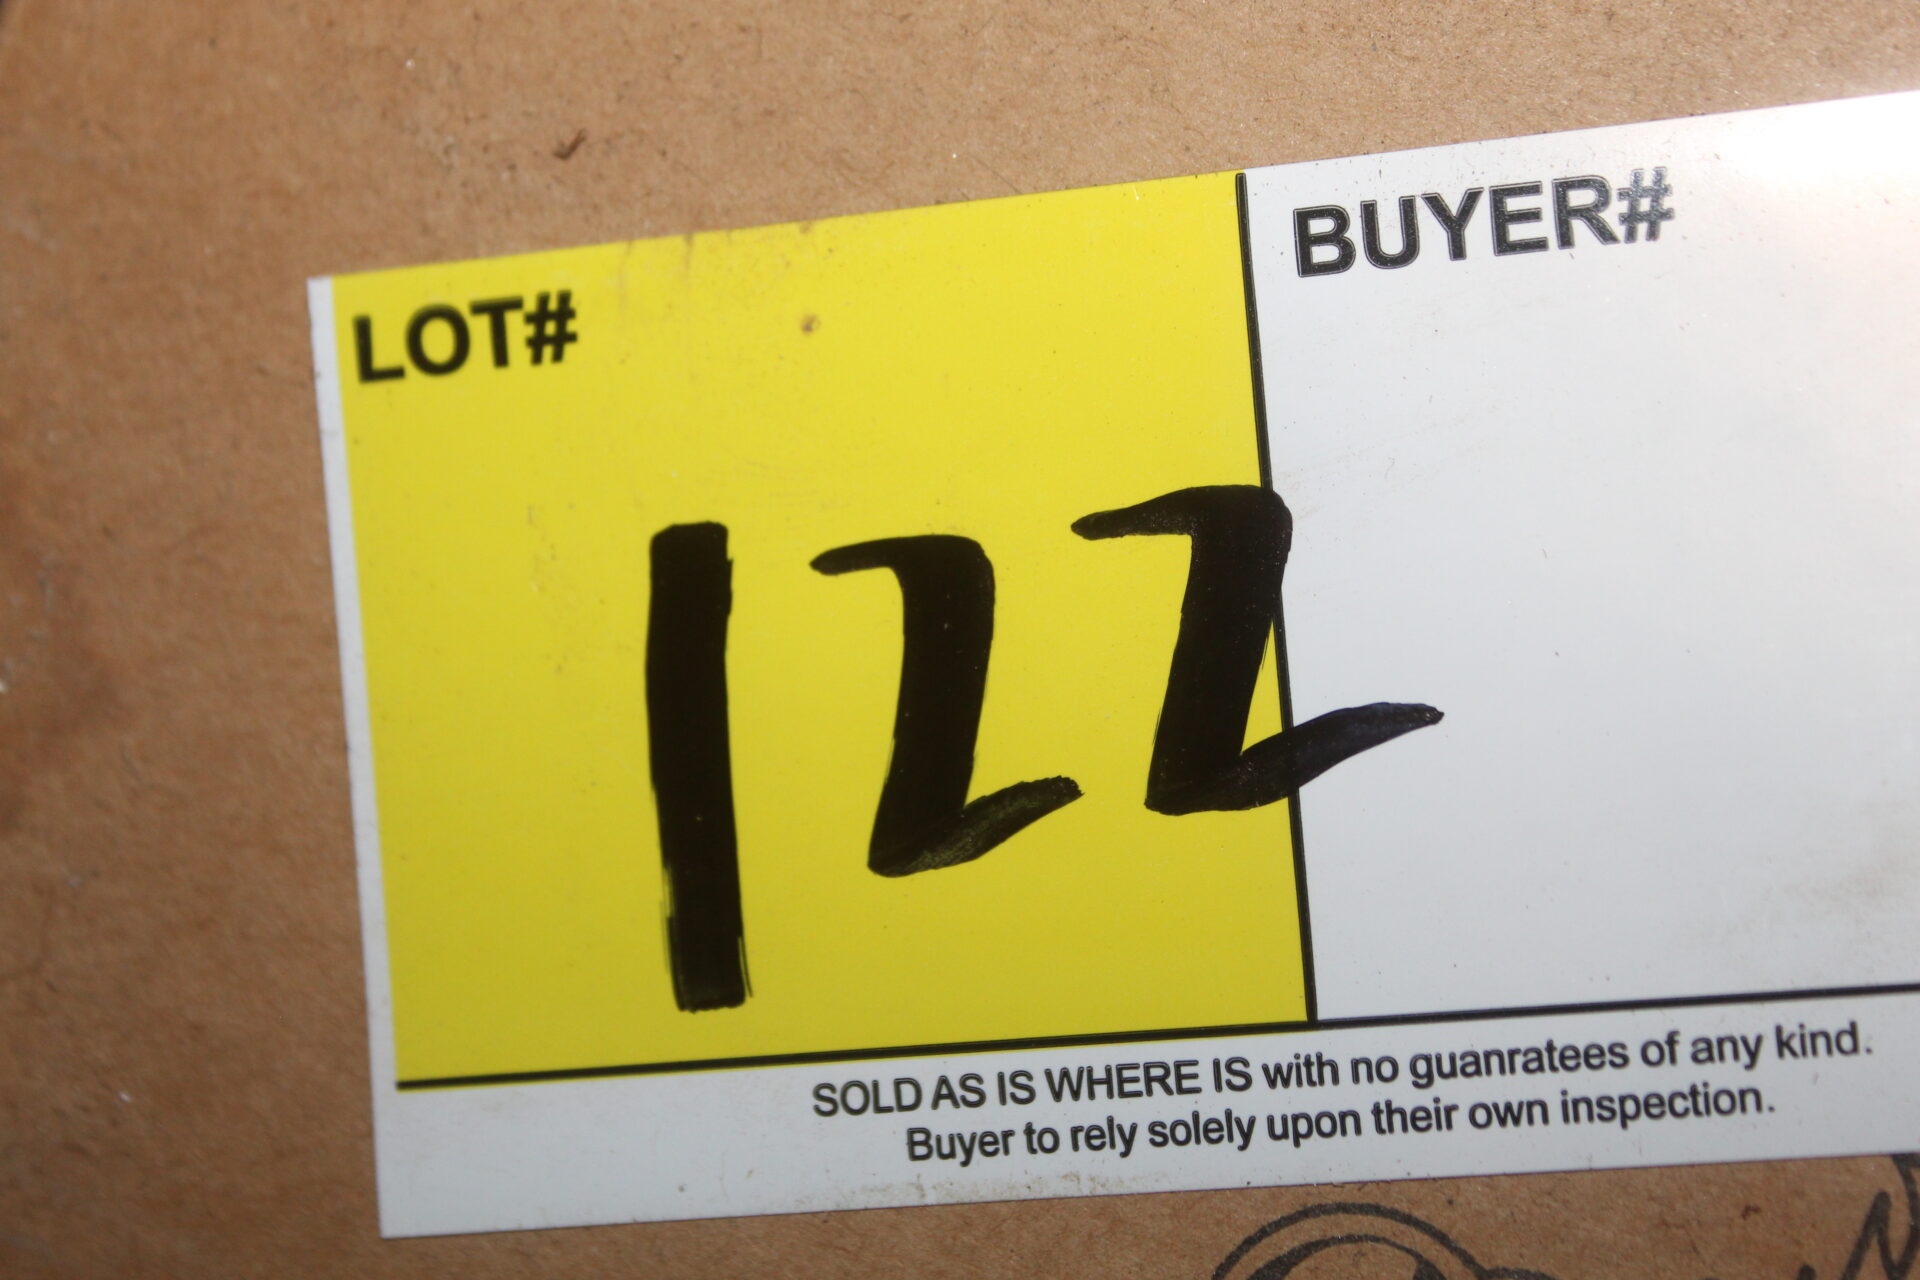 LOT#
BUYER#
122
SOLD AS IS WHERE IS with no guanratees of any kind.
Buyer to rely solely upon their own inspection.